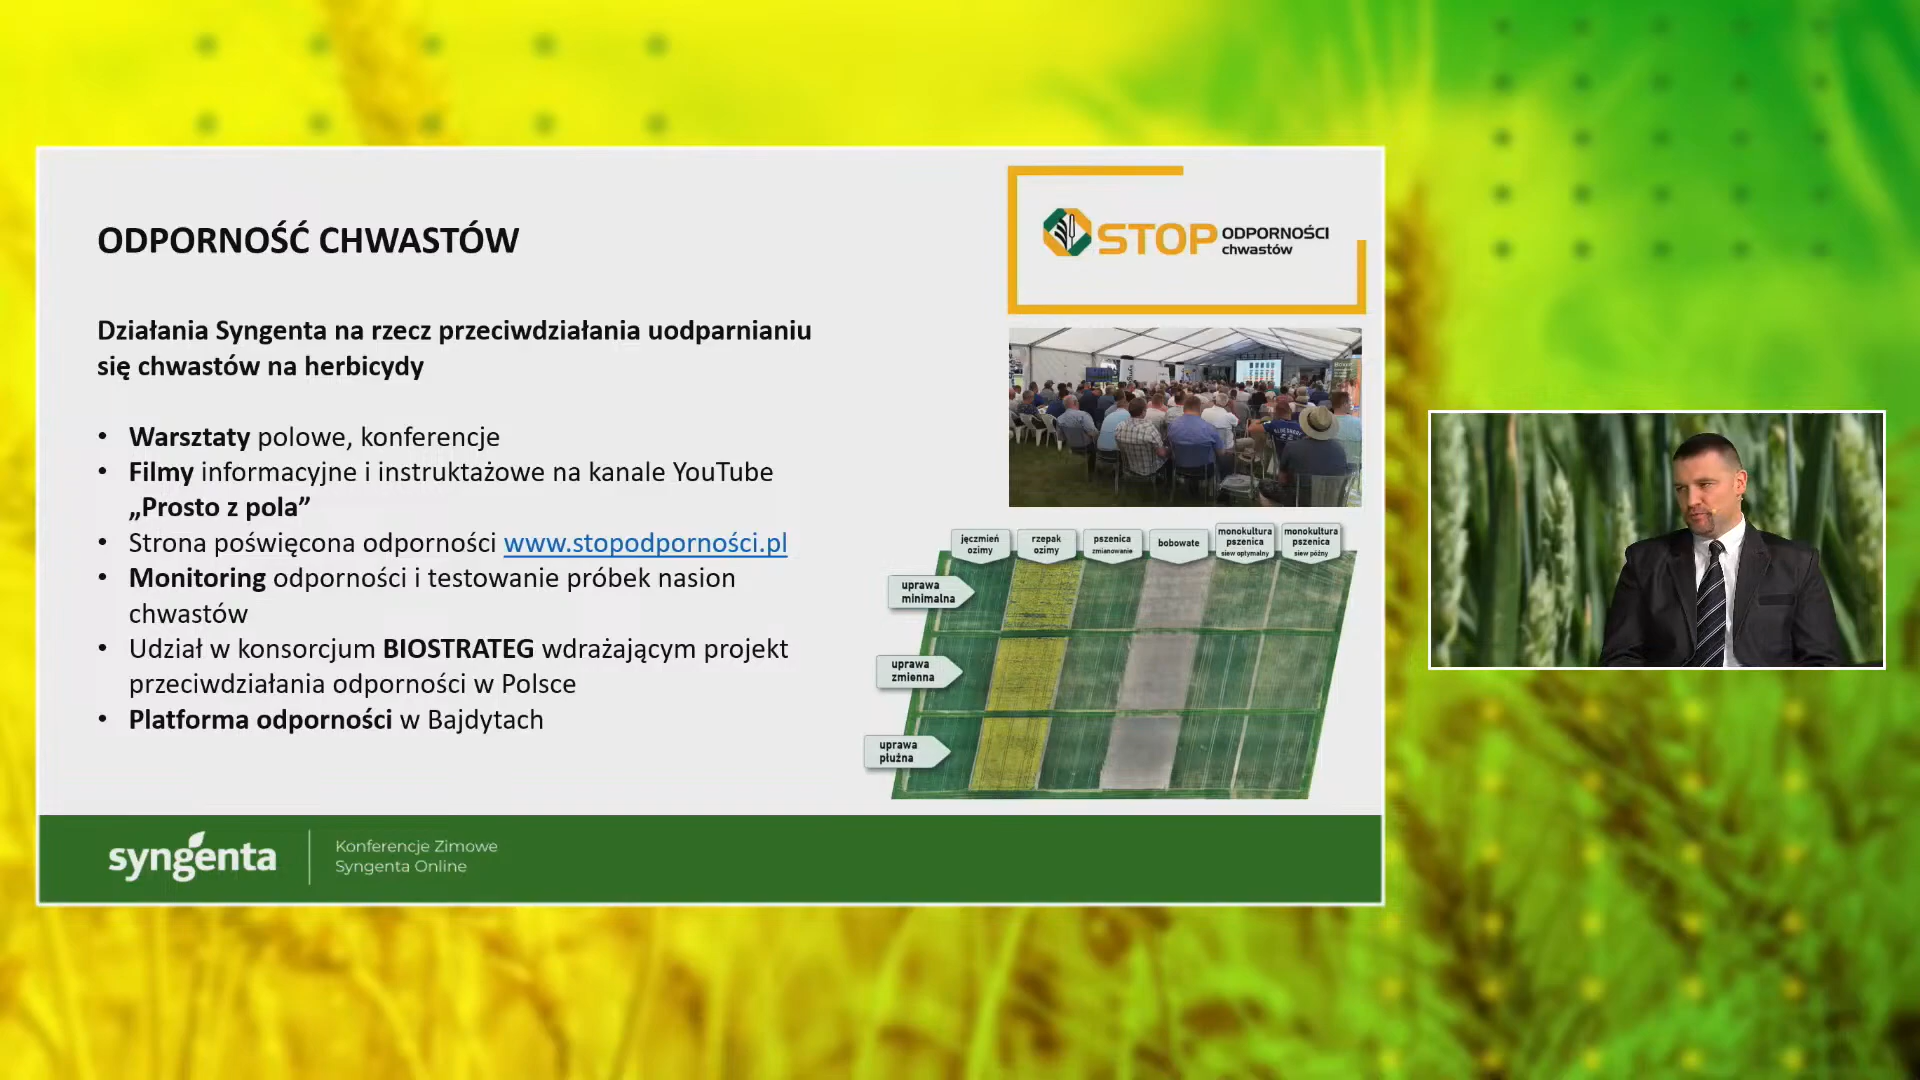 ODPORNOŚĆ CHWASTÓW
STOP ODPORNOŚCI
chwastów
Działania Syngenta na rzecz przeciwdziałania uodparnianiu
się chwastów na herbicydy
• Warsztaty polowe, konferencje
• Filmy informacyjne i instruktażowe na kanale YouTube
„Prosto z pola”
• Strona poświęcona odporności www.stopodporności.pl
• Monitoring odporności i testowanie próbek nasion
chwastów
• Udział w konsorcjum BIOSTRATEG wdrażającym projekt
przeciwdziałania odporności w Polsce
• Platforma odporności w Bajdytach
jęczmień
ozimy
rzepak
ozimy
pszenica
zmianowanie
bobowate
monokultura
pszenica
siew optymalny
monokultura
pszenica
siew późny
uprawa
minimalna
uprawa
zmienna
uprawa
płużna
syngenta
Konferencje Zimowe
Syngenta Online